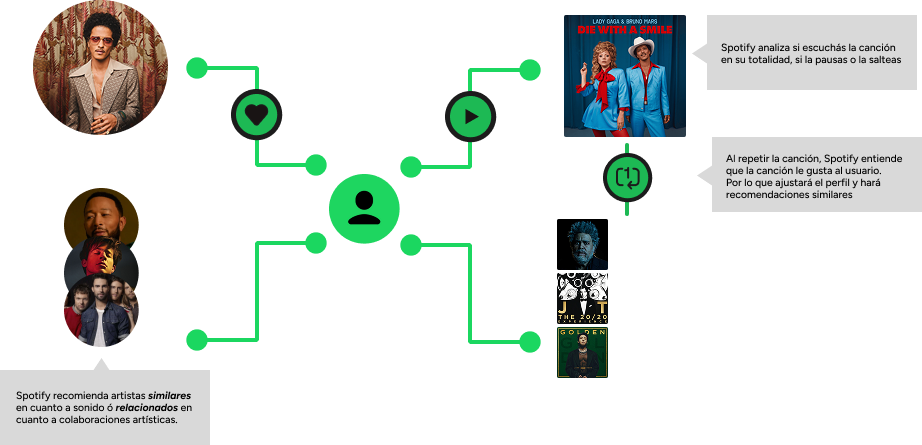 LADY GAGA & BRUNO MARS
DIE WITH A SMILE
Spotify analiza si escuchás la canción
en su totalidad, si la pausas o la salteas
Al repetir la canción, Spotify entiende
que la canción le gusta al usuario.
Por lo que ajustará el perfil y hará
recomendaciones similares
1
J T
THE 20/20
EXPERIENCE
GOLDEN
Spotify recomienda artistas similares
en cuanto a sonido ó relacionados en
cuanto a colaboraciones artísticas.